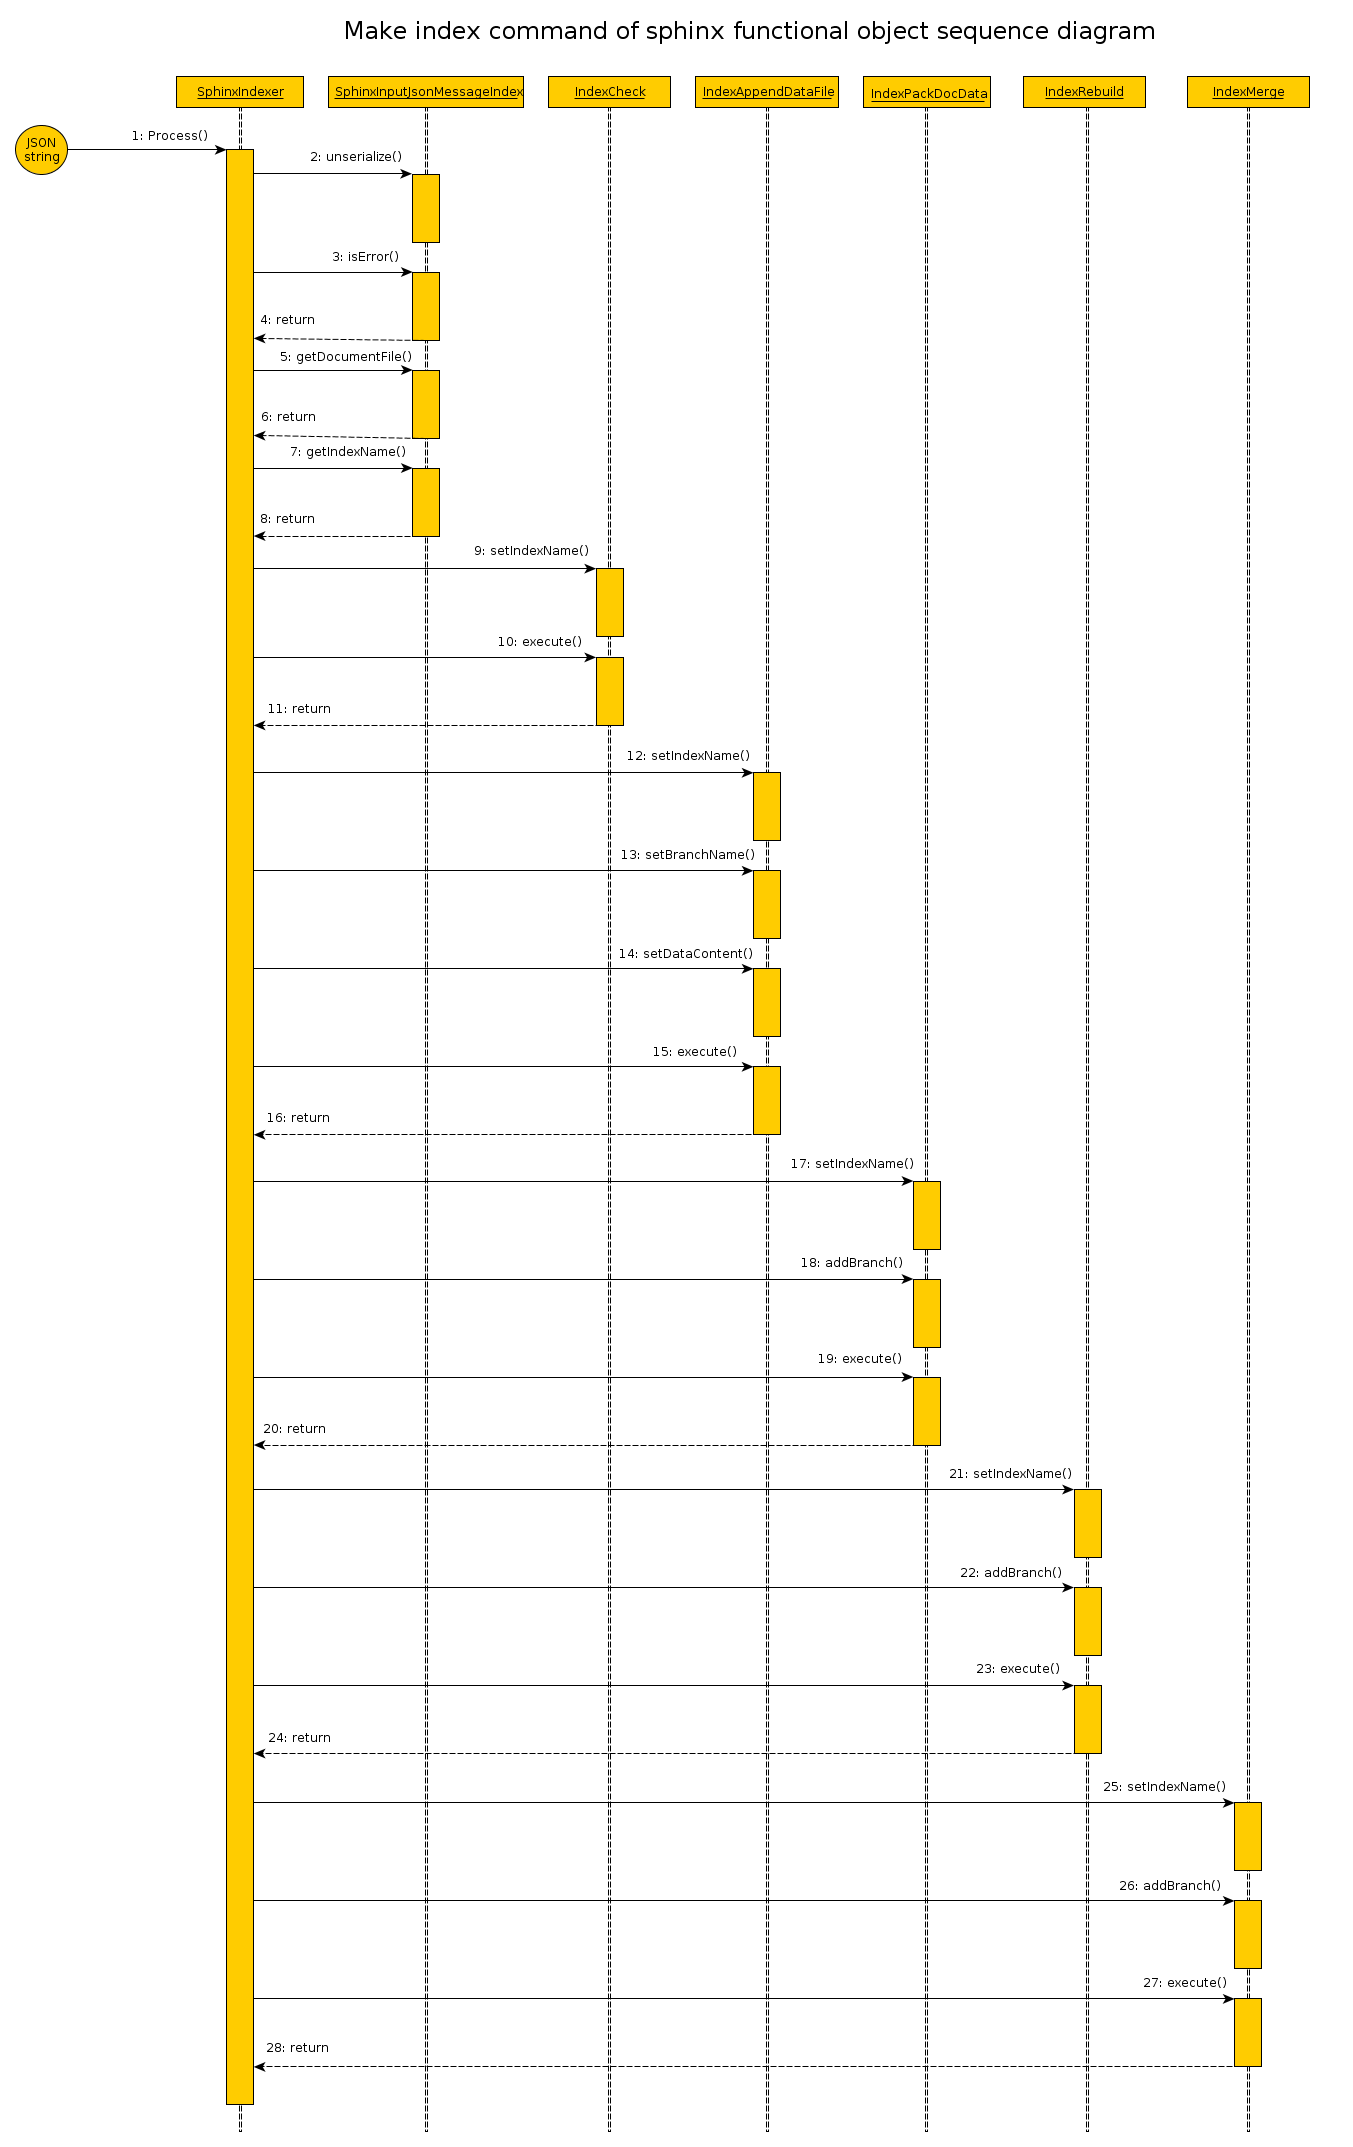 Make index command of sphinx functional object sequence diagram
SphinxIndexer
SphinxInputJsonMessageIndex
IndexCheck
IndexAppendDataFile
IndexPackDocData
IndexRebuild
IndexMerge
JSON
string
1: Process()
2: unserialize()
3: isError()
4: return
5: getDocumentFile()
6: return
7: getIndexName()
8: return
9: setIndexName()
10: execute()
11: return
12: setIndexName()
13: setBranchName()
14: setDataContent()
15: execute()
16: return
17: setIndexName()
18: addBranch()
19: execute()
20: return
21: setIndexName()
22: addBranch()
23: execute()
24: return
25: setIndexName()
26: addBranch()
27: execute()
28: return